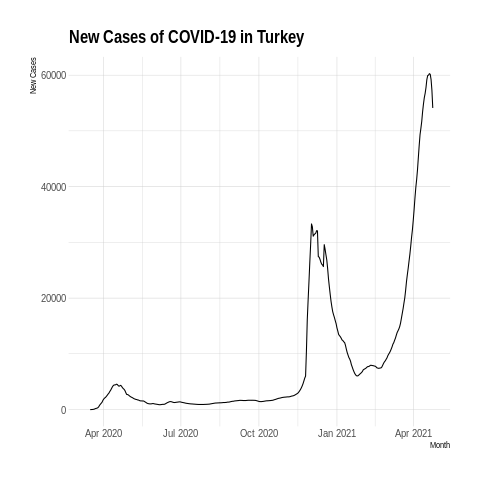 New Cases of COVID-19 in Turkey
New Cases
60000
40000
20000
0
Apr 2020 Jul 2020 Oct 2020 Jan 2021 Apr 2021
Month